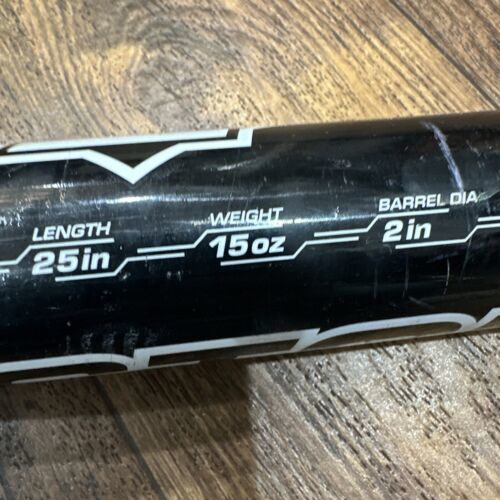 LENGTH
25in
WEIGHT
15oz
BARREL DIA
2in